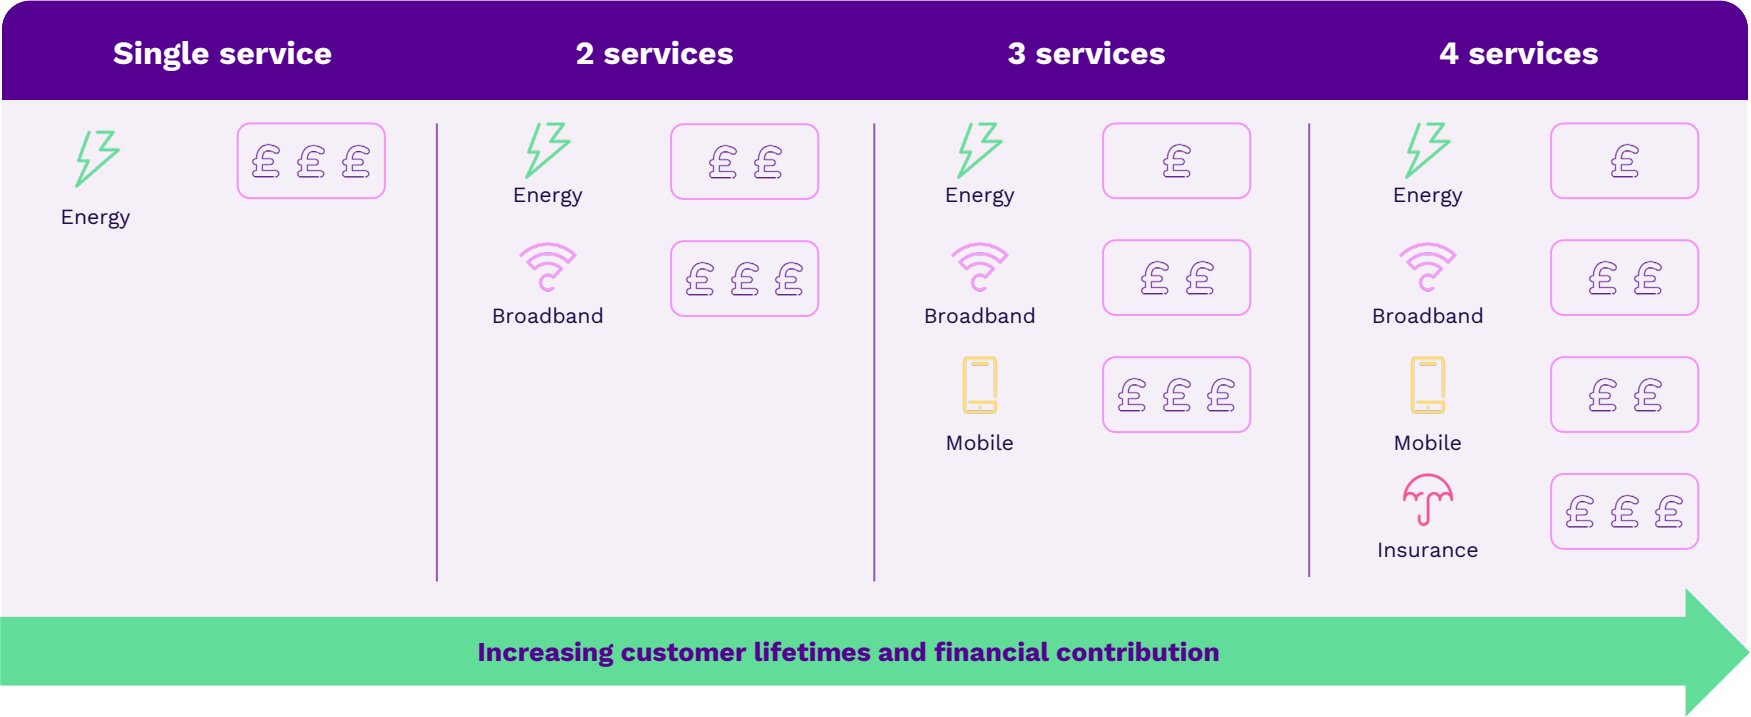 Single service
2 services
3 services
4 services
Energy
£ £ £
Energy
£ £
Broadband
£ £ £
Energy
£
Broadband
£ £
Mobile
£ £ £
Energy
£
Broadband
£ £
Mobile
£ £
Insurance
£ £ £
Increasing customer lifetimes and financial contribution